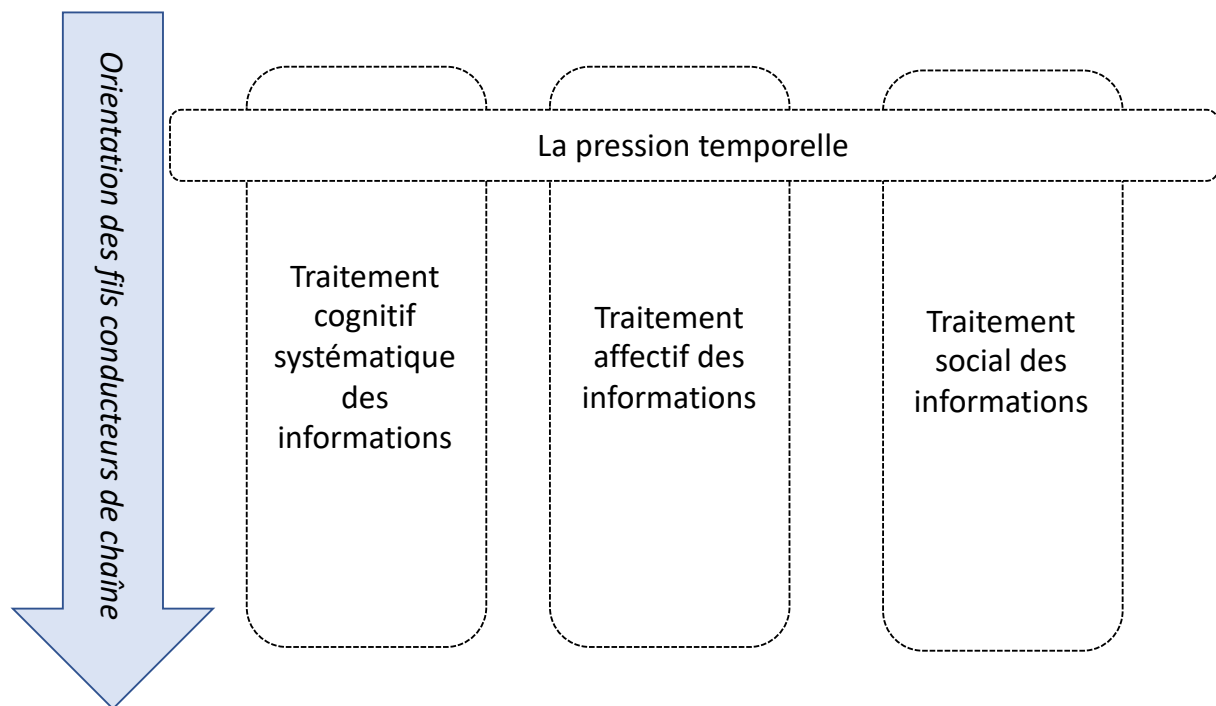 Orientation des fils conducteurs de chaîne
La pression temporelle
Traitement
cognitif
systématique
des
informations
Traitement
affectif des
informations
Traitement
social des
informations